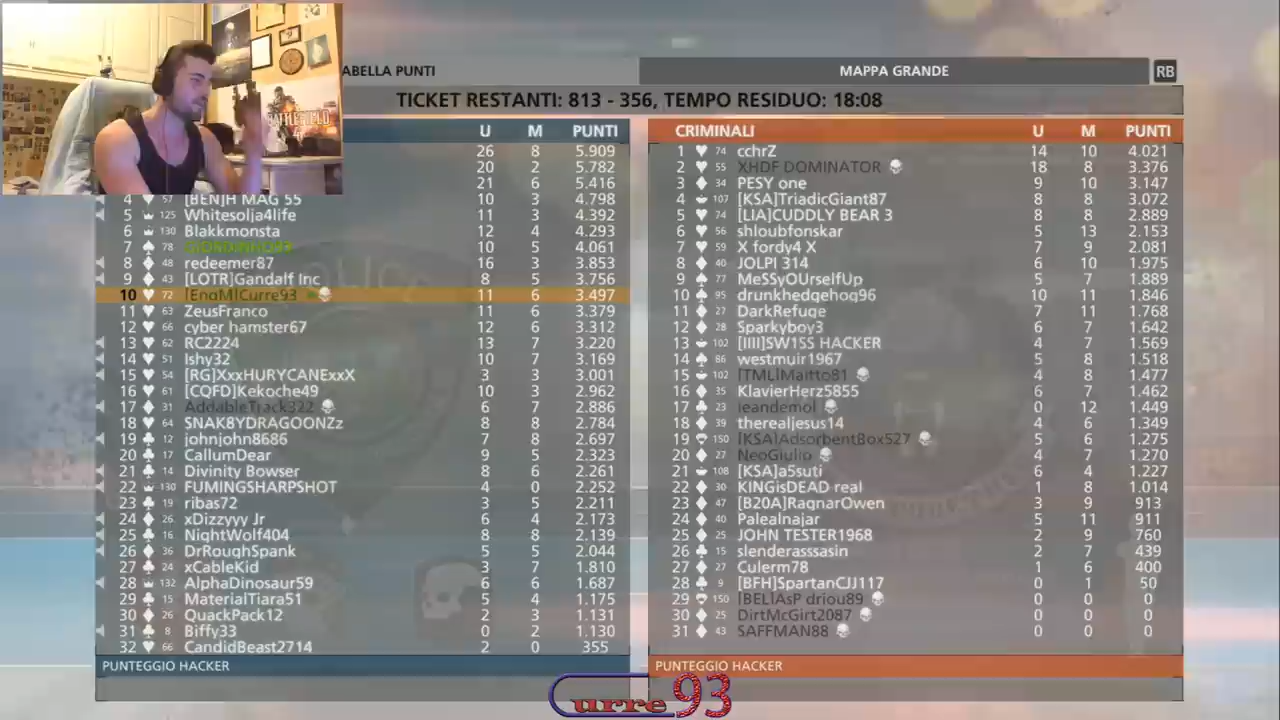 ABELLA PUNTI
MAPPA GRANDE
RB
TICKET RESTANTI: 813 - 356, TEMPO RESIDUO: 18:08
BATTLEFIELD 4
U M PUNTI
26 8 5.909
20 2 5.782
21 6 5.416
4 57 [BEN]H MAG 55 10 3 4.798
5 125 Whitesolja4life 11 3 4.392
6 130 Blakkmonsta 12 4 4.293
7 78 10 5 4.061
8 48 redeemer87 16 3 3.853
9 43 [LOTR]Gandalf Inc 8 5 3.756
10 72 [EnqM]Curre93 11 6 3.497
11 63 ZeusFranco 11 6 3.379
12 66 cyber hamster67 12 6 3.312
13 62 RC2224 13 7 3.220
14 51 Ishy32 10 7 3.169
15 54 [RG]XxxHURYCANExxX 3 3 3.001
16 61 [CQFD]Kekoche49 10 3 2.962
17 31 AddableTrack322 6 7 2.886
18 64 SNAK8YDRAGOONZz 8 8 2.784
19 12 johnjohn8686 7 8 2.697
20 17 CallumDear 9 5 2.323
21 14 Divinity Bowser 8 6 2.261
22 130 FUMINGSHARPSHOT 4 0 2.252
23 19 ribas72 3 5 2.211
24 26 xDizzyyy Jr 6 4 2.173
25 16 NightWolf404 8 8 2.139
26 36 DrRoughSpank 5 5 2.044
27 24 xCableKid 3 7 1.810
28 132 AlphaDinosaur59 6 6 1.687
29 15 MaterialTiara51 5 4 1.175
30 26 QuackPack12 2 3 1.131
31 8 Biffy33 0 2 1.130
32 66 CandidBeast2714 2 0 355
PUNTEGGIO HACKER
CRIMINALI U M PUNTI
1 74 cchrZ 14 10 4.021
2 55 XHDF DOMINATOR 18 8 3.376
3 34 PESY one 9 10 3.147
4 107 [KSA]TriadicGiant87 8 8 3.072
5 74 [LIA]CUDDLY BEAR 3 8 8 2.889
6 56 shloubfonskar 5 13 2.153
7 59 X fordy4 X 7 9 2.081
8 40 JOLPI 314 6 10 1.975
9 77 MeSSyOUrselfUp 5 7 1.889
10 95 drunkhedgehog96 10 11 1.846
11 27 DarkRefuge 7 11 1.768
12 28 Sparkyboy3 6 7 1.642
13 102 [IIII]SW1SS HACKER 4 7 1.569
14 86 westmuir1967 5 8 1.518
15 102 [TML]Maitto81 4 8 1.477
16 35 KlavierHerz5855 6 7 1.462
17 23 leandemol 0 12 1.449
18 39 therealjesus14 4 6 1.349
19 150 [KSA]AdsorbentBox527 5 6 1.275
20 27 NeoGiulio 4 7 1.270
21 108 [KSA]a5suti 6 4 1.227
22 30 KINGisDEAD real 1 8 1.014
23 47 [B20A]RagnarOwen 3 9 913
24 40 Palealnajar 5 11 911
25 25 JOHN TESTER1968 2 9 760
26 15 slenderasssasin 2 7 439
27 27 Culerm78 1 6 400
28 9 [BFH]SpartanCJJ117 0 1 50
29 150 [BEL]AsP driou89 0 0 0
30 25 DirtMcGirt2087 0 0 0
31 43 SAFFMAN88 0 0 0
PUNTEGGIO HACKER
Curre93